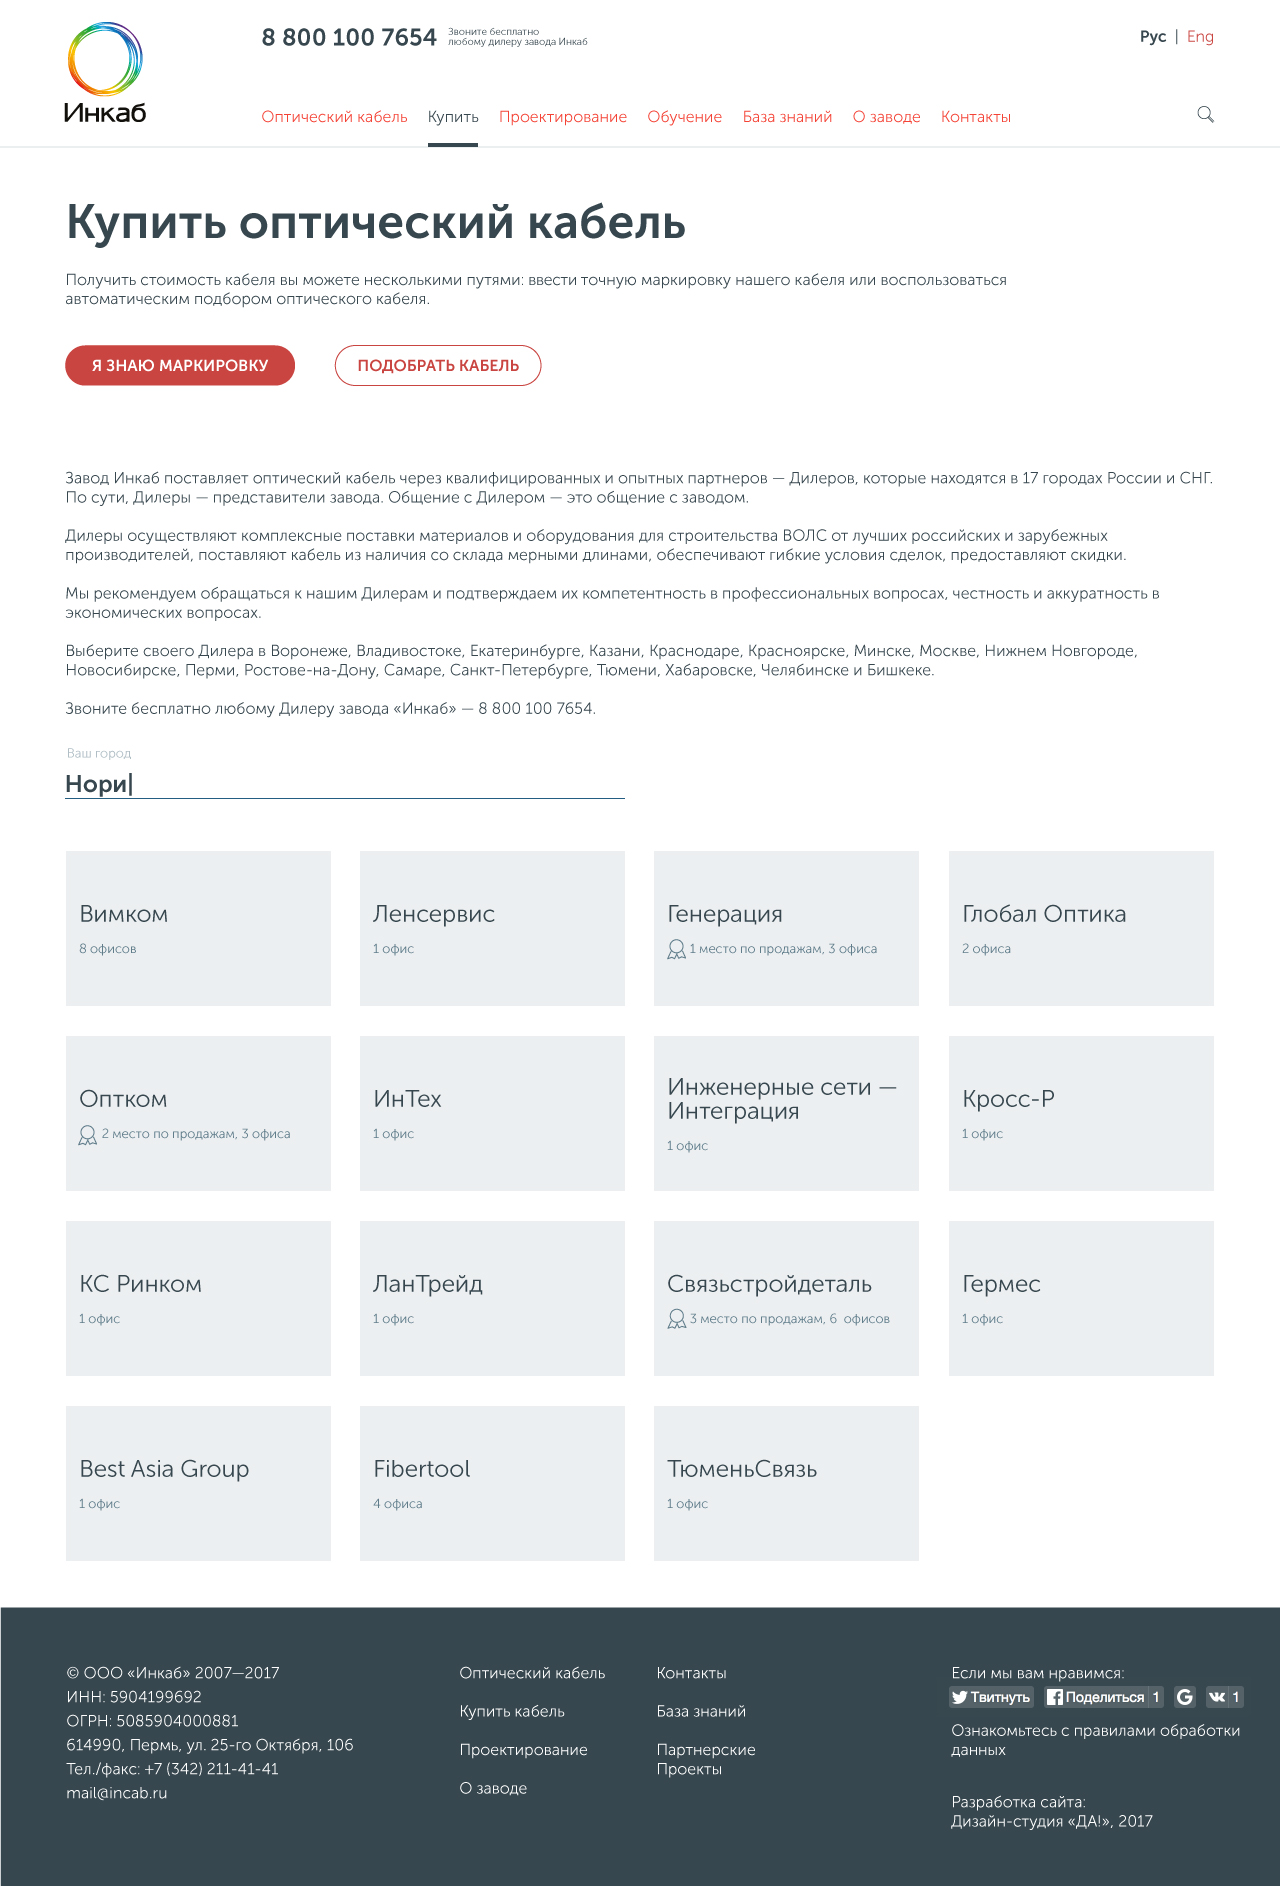 Инкаб
8 800 100 7654
Звоните бесплатно
любому дилеру завода Инкаб
Рус | Eng
Оптический кабель Купить Проектирование Обучение База знаний О заводе Контакты
Купить оптический кабель
Получить стоимость кабеля вы можете несколькими путями: ввести точную маркировку нашего кабеля или воспользоваться
автоматическим подбором оптического кабеля.
Я ЗНАЮ МАРКИРОВКУ
ПОДОБРАТЬ КАБЕЛЬ
Завод Инкаб поставляет оптический кабель через квалифицированных и опытных партнеров — Дилеров, которые находятся в 17 городах России и СНГ.
По сути, Дилеры — представители завода. Общение с Дилером — это общение с заводом.
Дилеры осуществляют комплексные поставки материалов и оборудования для строительства ВОЛС от лучших российских и зарубежных
производителей, поставляют кабель из наличия со склада мерными длинами, обеспечивают гибкие условия сделок, предоставляют скидки.
Мы рекомендуем обращаться к нашим Дилерам и подтверждаем их компетентность в профессиональных вопросах, честность и аккуратность в
экономических вопросах.
Выберите своего Дилера в Воронеже, Владивостоке, Екатеринбурге, Казани, Краснодаре, Красноярске, Минске, Москве, Нижнем Новгороде,
Новосибирске, Перми, Ростове-на-Дону, Самаре, Санкт-Петербурге, Тюмени, Хабаровске, Челябинске и Бишкеке.
Звоните бесплатно любому Дилеру завода «Инкаб» — 8 800 100 7654.
Ваш город
Нори|
Вимком
8 офисов
Ленсервис
1 офис
Генерация
1 место по продажам, 3 офиса
Глобал Оптика
2 офиса
Оптком
2 место по продажам, 3 офиса
ИнТех
1 офис
Инженерные сети —
Интеграция
1 офис
Кросс-Р
1 офис
КС Ринком
1 офис
ЛанТрейд
1 офис
Связьстройдеталь
3 место по продажам, 6 офисов
Гермес
1 офис
Best Asia Group
1 офис
Fibertool
4 офиса
ТюменьСвязь
1 офис
© ООО «Инкаб» 2007—2017
ИНН: 5904199692
ОГРН: 5085904000881
614990, Пермь, ул. 25-го Октября, 106
Тел./факс: +7 (342) 211-41-41
mail@incab.ru
Оптический кабель
Купить кабель
Проектирование
О заводе
Контакты
База знаний
Партнерские
Проекты
Если мы вам нравимся:
Твитнуть Поделиться 1 G 1
Ознакомьтесь с правилами обработки
данных
Разработка сайта:
Дизайн-студия «ДА!», 2017